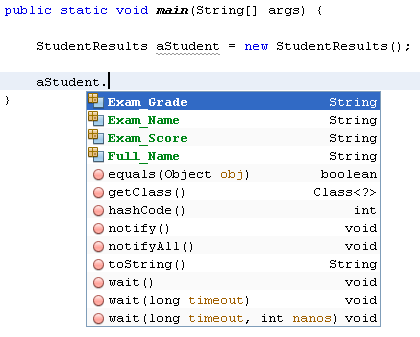 public static void main(String[] args) {
StudentResults aStudent = new StudentResults();
aStudent.
Exam_Grade String
Exam_Name String
Exam_Score String
Full_Name String
equals(Object obj) boolean
getClass() Class<?>
hashCode() int
notify() void
notifyAll() void
toString() String
wait() void
wait(long timeout) void
wait(long timeout, int nanos) void
}